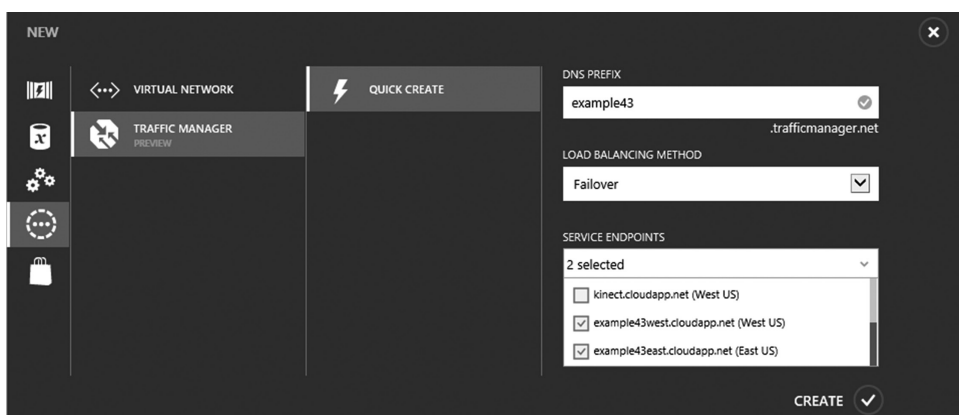 NEW
VIRTUAL NETWORK
TRAFFIC MANAGER
PREVIEW
QUICK CREATE
DNS PREFIX
example43
.trafficmanager.net
LOAD BALANCING METHOD
Failover
SERVICE ENDPOINTS
2 selected
kinect.cloudapp.net (West US)
example43west.cloudapp.net (West US)
example43east.cloudapp.net (East US)
CREATE